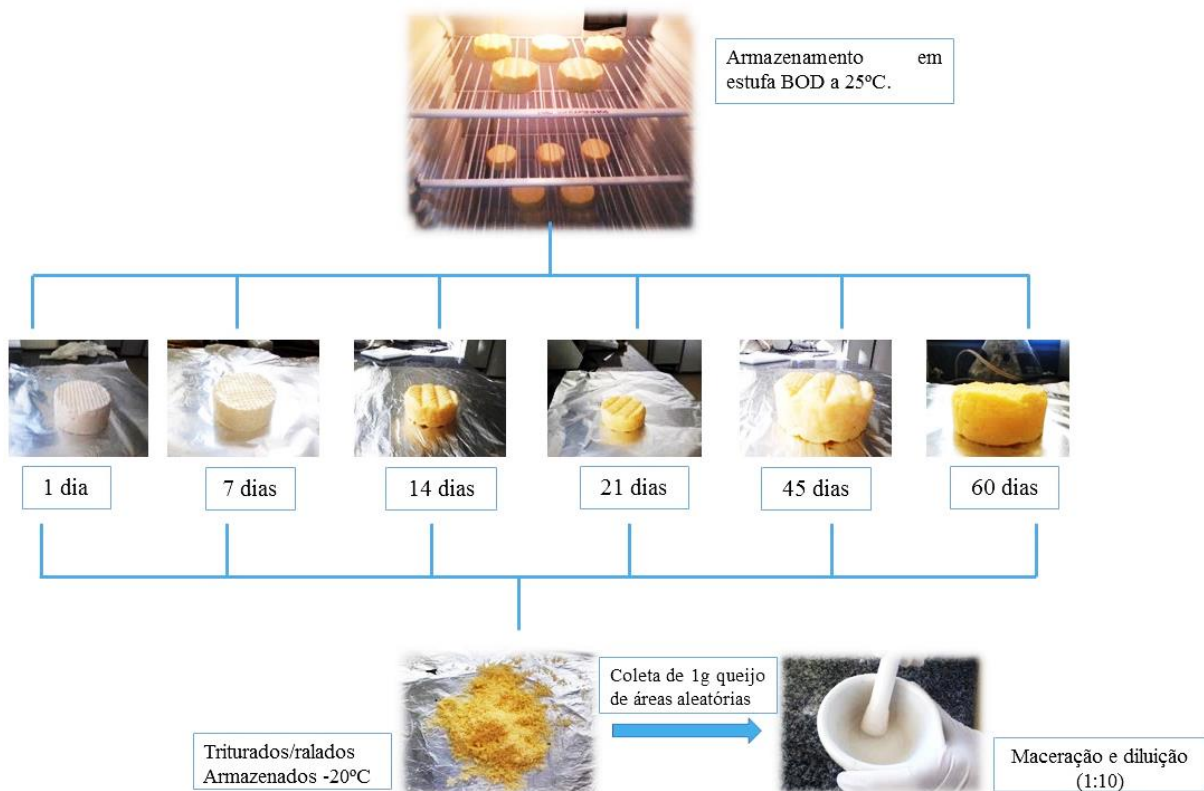 Armazenamento em
estufa BOD a 25ºC.
1 dia
7 dias
14 dias
21 dias
45 dias
60 dias
Coleta de 1g queijo
de áreas aleatórias
Triturados/ralados
Armazenados -20ºC
Maceração e diluição
(1:10)